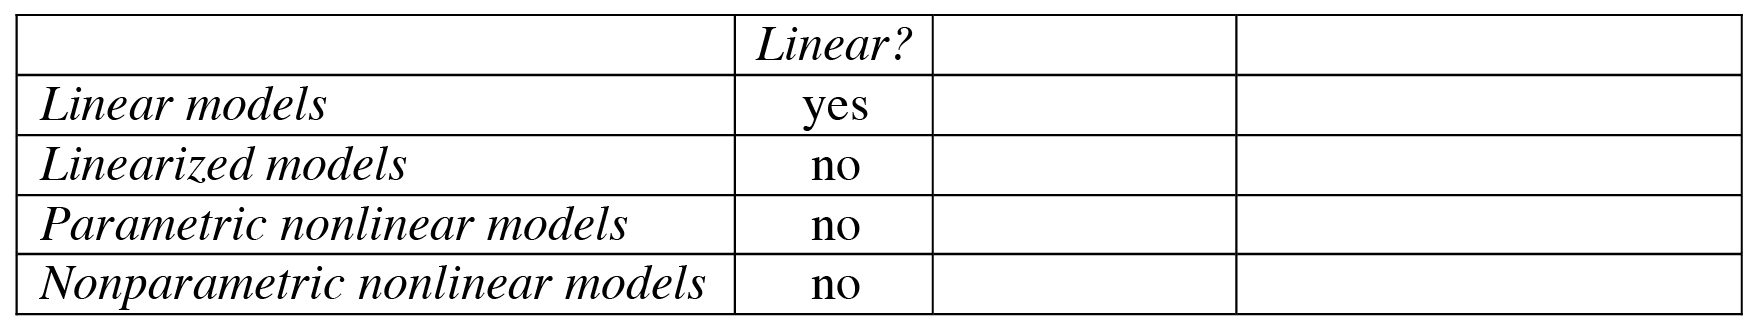 Linear?
Linear models yes
Linearized models no
Parametric nonlinear models no
Nonparametric nonlinear models no